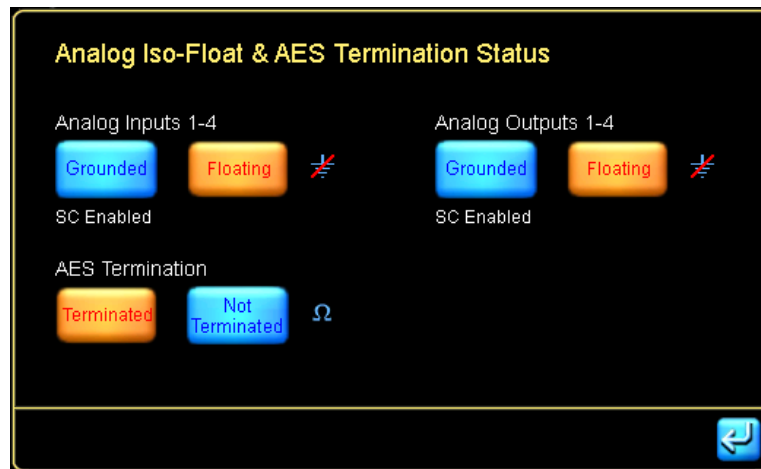 Analog Iso-Float & AES Termination Status
Analog Inputs 1-4
Grounded
Floating
SC Enabled
Analog Outputs 1-4
Grounded
Floating
SC Enabled
AES Termination
Terminated
Not
Terminated
Ω